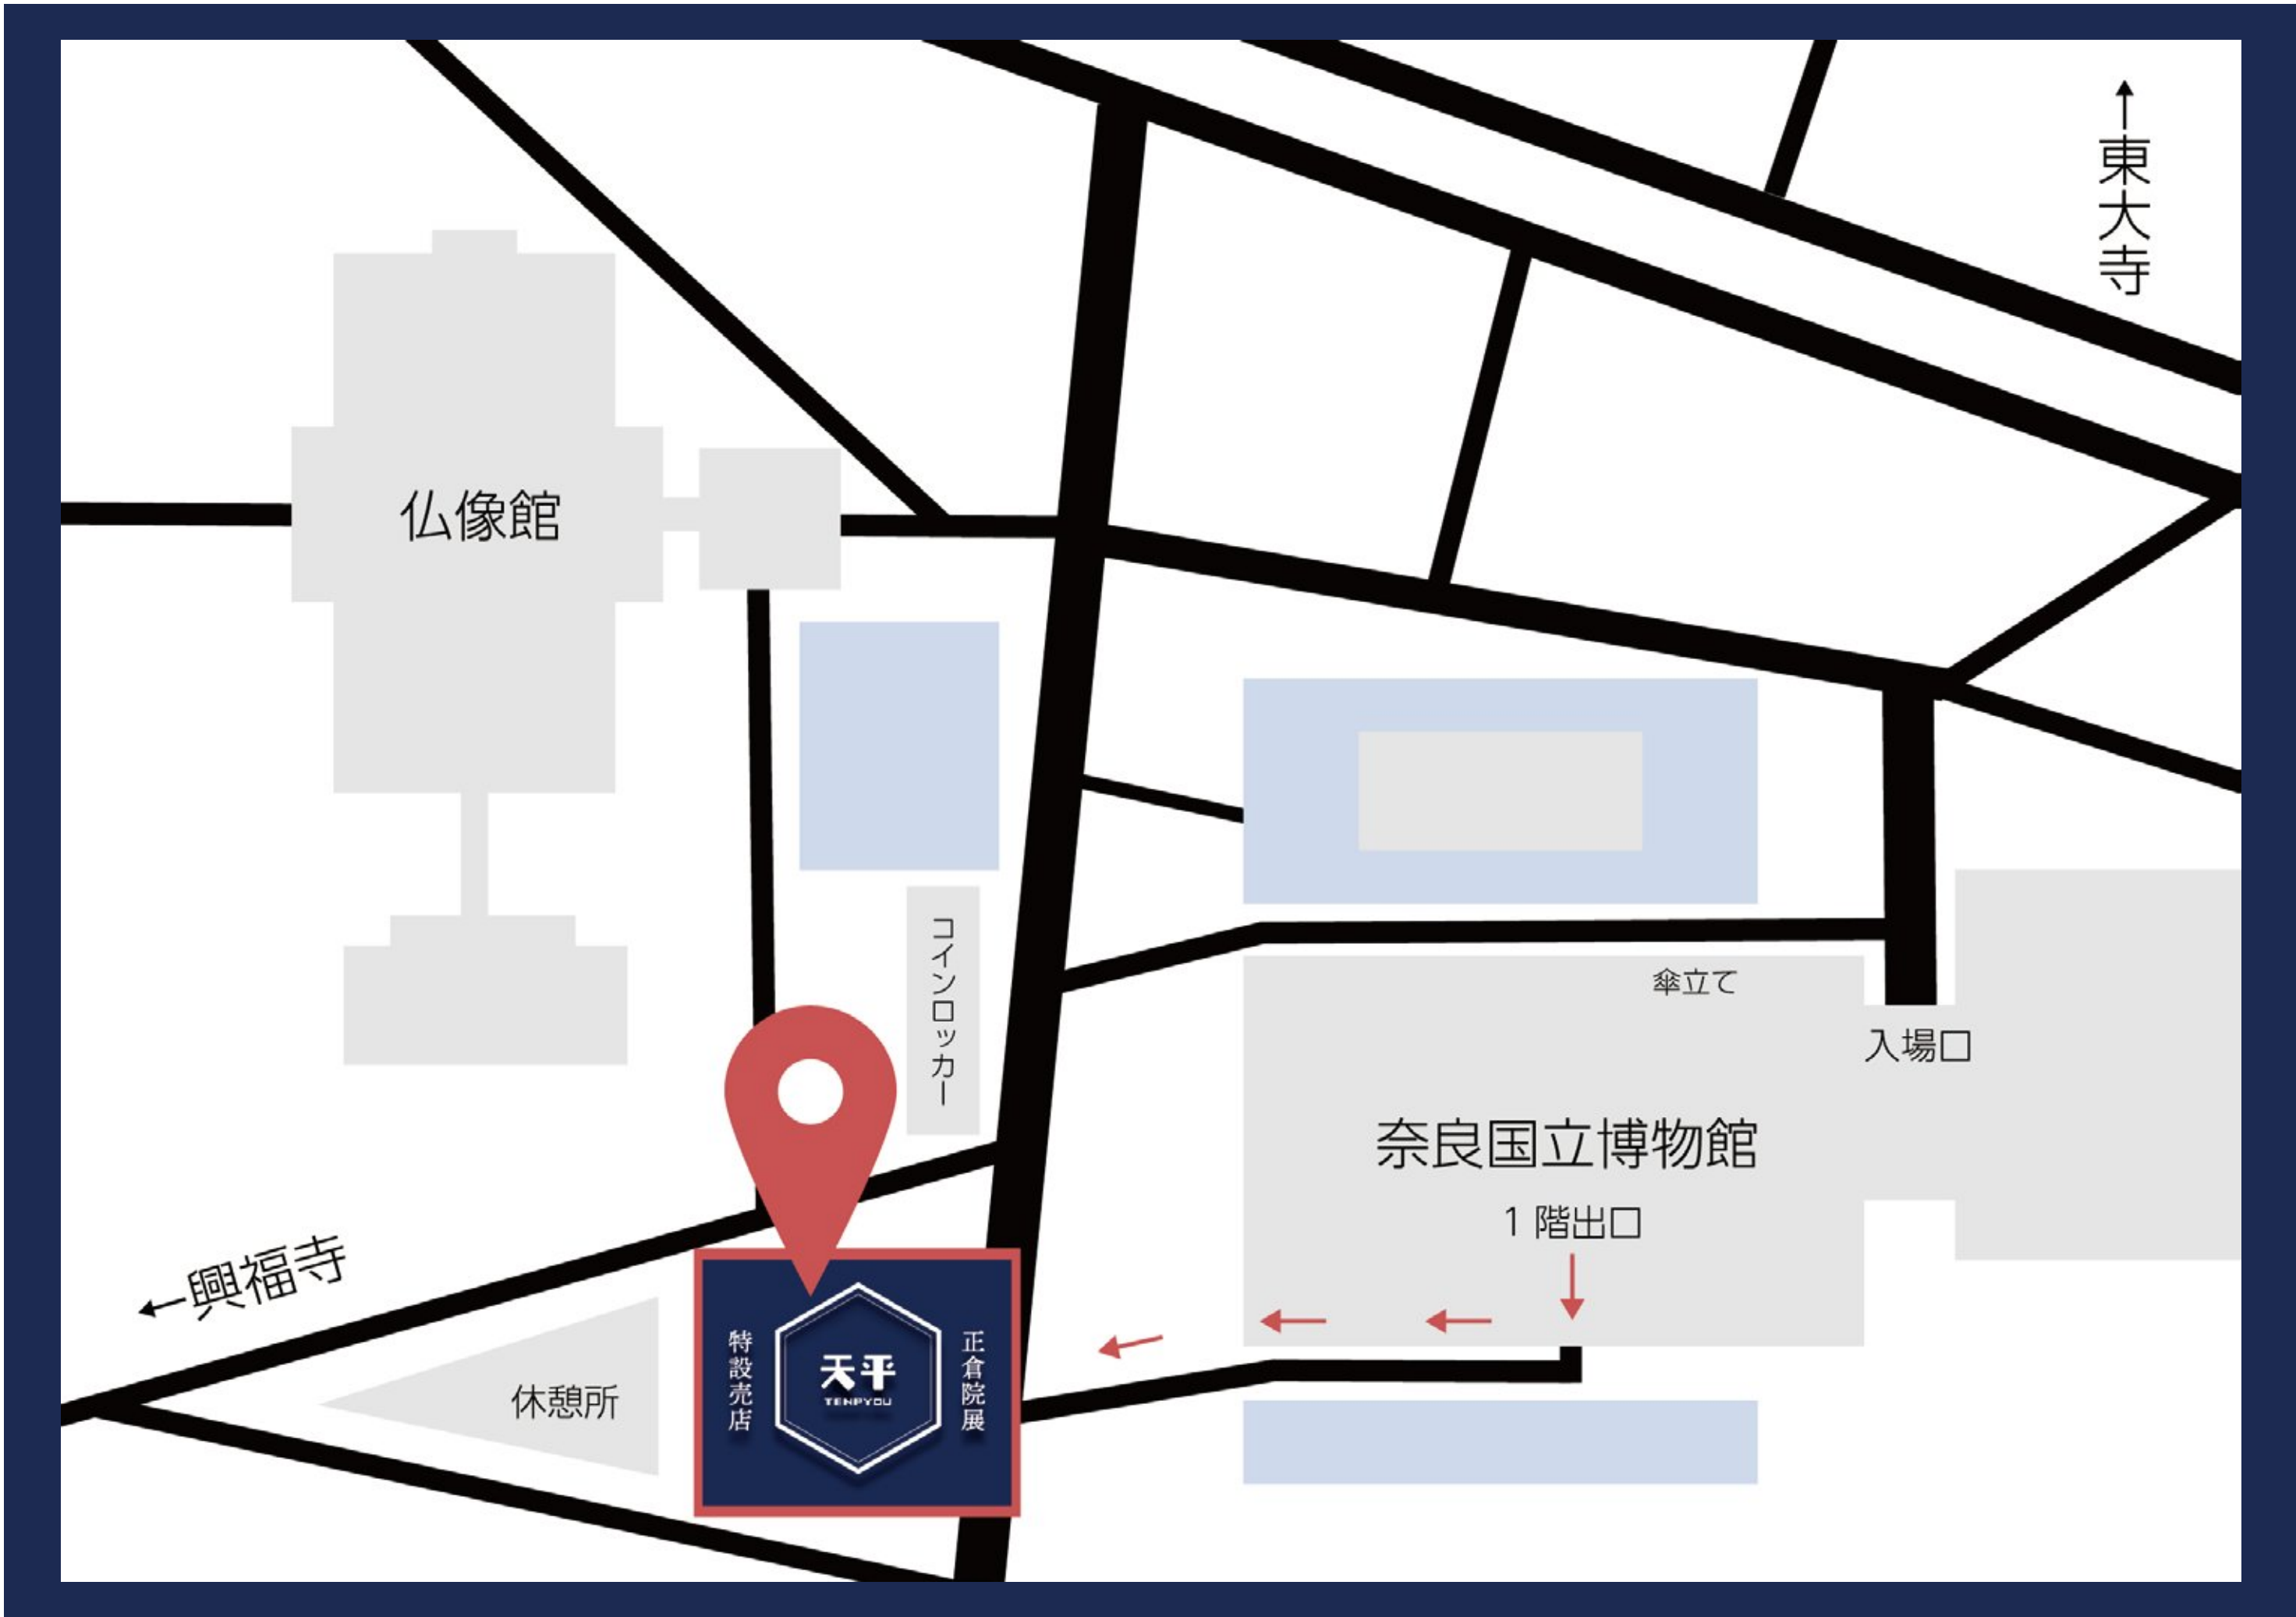 ←東大寺
仏像館
コインロッカー
傘立て
入場口
奈良国立博物館
1階出口
←興福寺
休憩所
正倉院展
天平
TENPYOU
特設売店